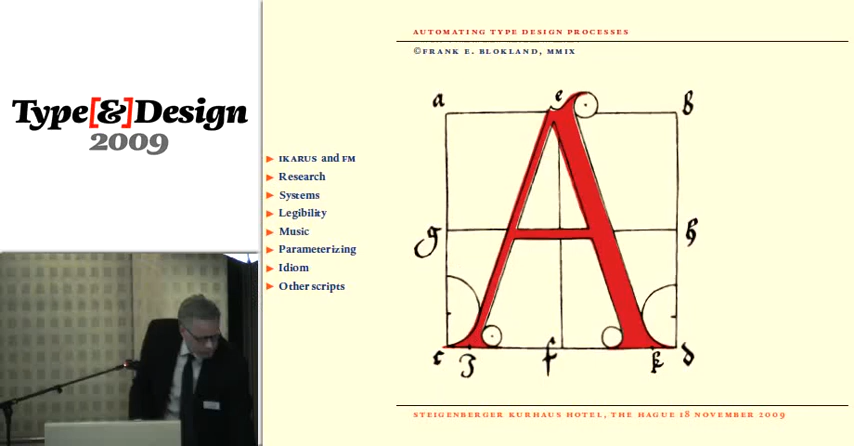 Type[&]Design
2009
IKARUS and FM
Research
Systems
Legibility
Music
Parameterizing
Idiom
Other scripts
AUTOMATING TYPE DESIGN PROCESSES
©FRANK E. BLOKLAND, MMIX
a e B
A
g h
c f k d
STEIGENBERGER KURHAUS HOTEL, THE HAGUE 18 NOVEMBER 2009